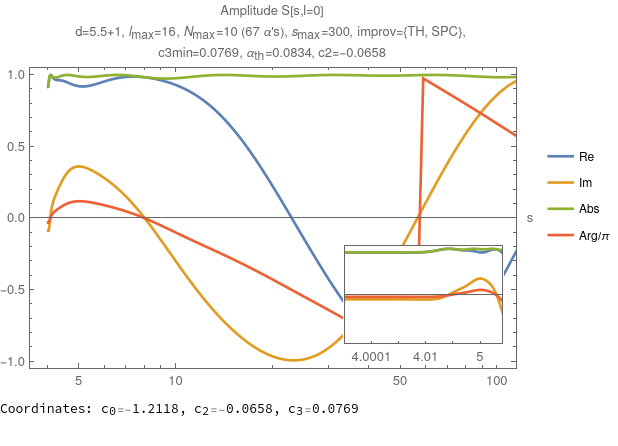 Amplitude S[s,l=0]
d=5.5+1, lmax=16, Nmax=10 (67 α's), smax=300, improv={TH, SPC},
c3min=0.0769, αth=0.0834, c2=-0.0658
1.0
0.5
0.0
-0.5
-1.0
5
10
50
100
s
4.0001
4.01
5
Re
Im
Abs
Arg/π
Coordinates: c0=-1.2118, c2=-0.0658, c3=0.0769